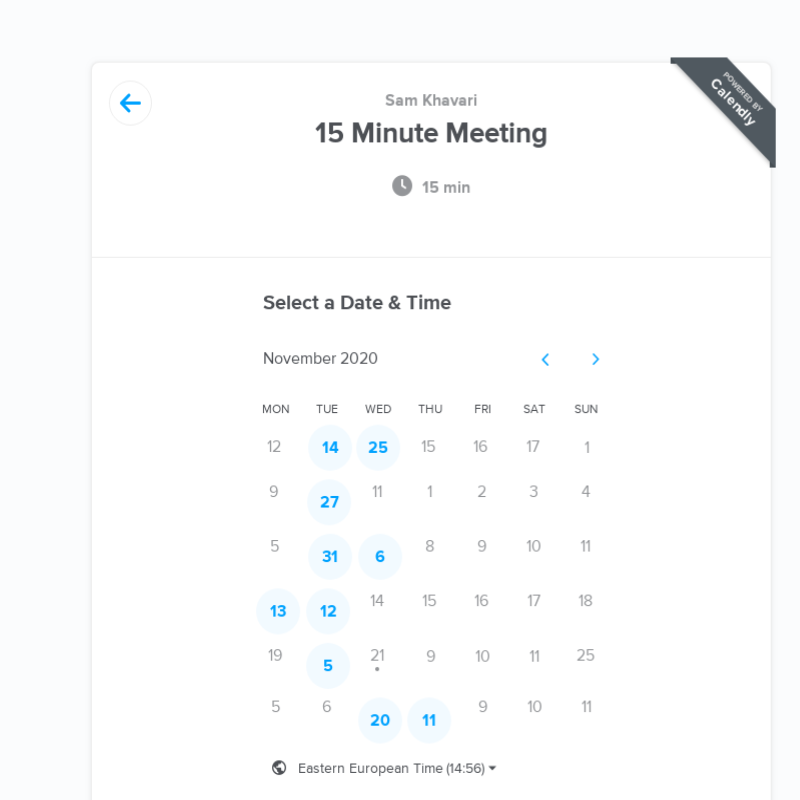 POWERED BY
Calendly
Sam Khavari
15 Minute Meeting
15 min
Select a Date & Time
November 2020
MON TUE WED THU FRI SAT SUN
12 14 25 15 16 17 1
9 27 11 1 2 3 4
5 31 6 8 9 10 11
13 12 14 15 16 17 18
19 5 21 9 10 11 25
5 6 20 11 9 10 11
Eastern European Time (14:56)